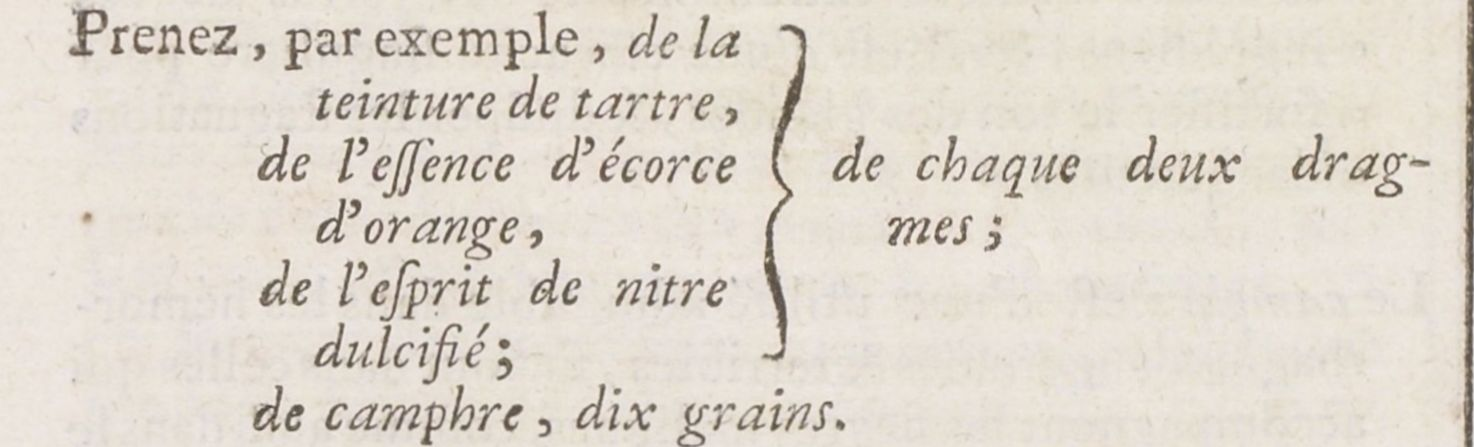 Prenez, par exemple, de la
teinture de tartre,
de l'eſſence d'écorce
d'orange,
de l'eſprit de nitre
dulcifié;
de chaque deux drag-
mes;
de camphre, dix grains.